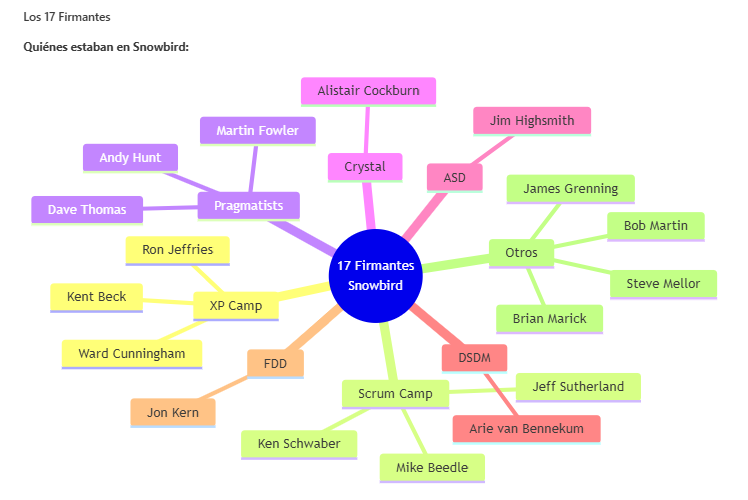 Los 17 Firmantes
Quiénes estaban en Snowbird:
Alistair Cockburn
Jim Highsmith
Martin Fowler
Andy Hunt
Crystal
ASD
James Grenning
Dave Thomas
Pragmatists
Bob Martin
Ron Jeffries
Otros
17 Firmantes
Snowbird
Steve Mellor
Kent Beck
XP Camp
Brian Marick
Ward Cunningham
FDD
DSDM
Scrum Camp
Jeff Sutherland
Jon Kern
Arie van Bennekum
Ken Schwaber
Mike Beedle